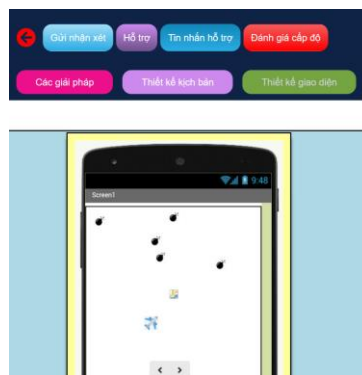 Gửi nhận xét Hỗ trợ Tin nhắn hỗ trợ Đánh giá cấp độ
Các giải pháp Thiết kế kịch bản Thiết kế giao diện
9:48
Screen1